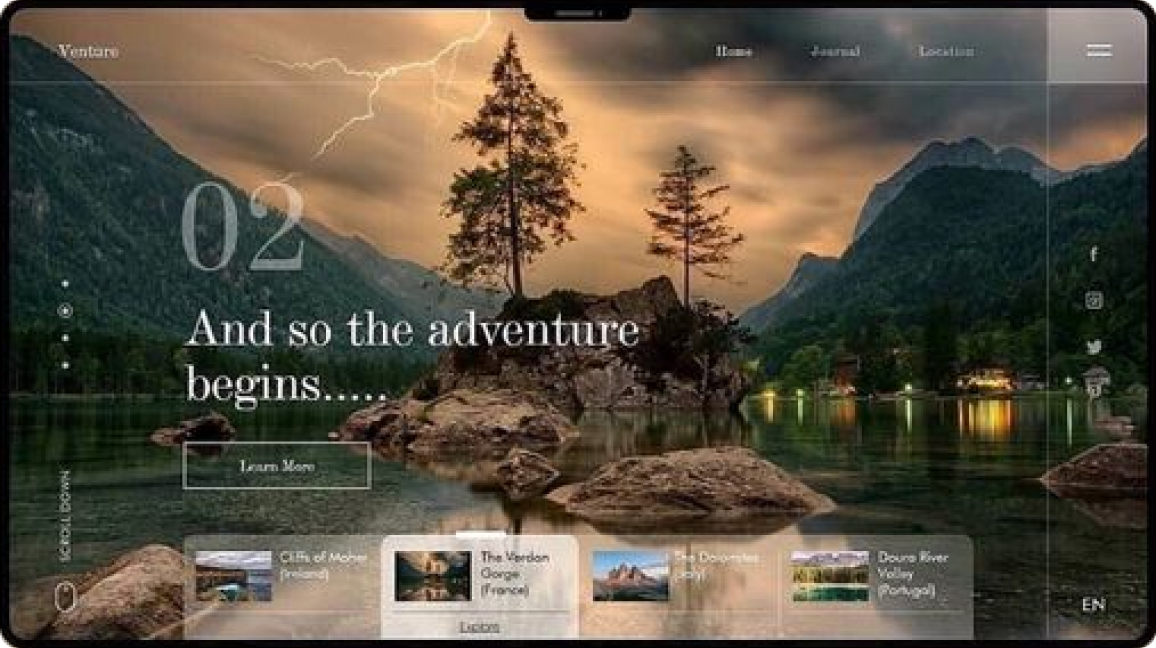 Venture
Home
Journal
Location
02
And so the adventure
begins.....
Learn More
SCROLL DOWN
Cliffs of Moher
(Ireland)
The Verdon
Gorge
(France)
Explore
The Dolomites
(Italy)
Douro River
Valley
(Portugal)
EN